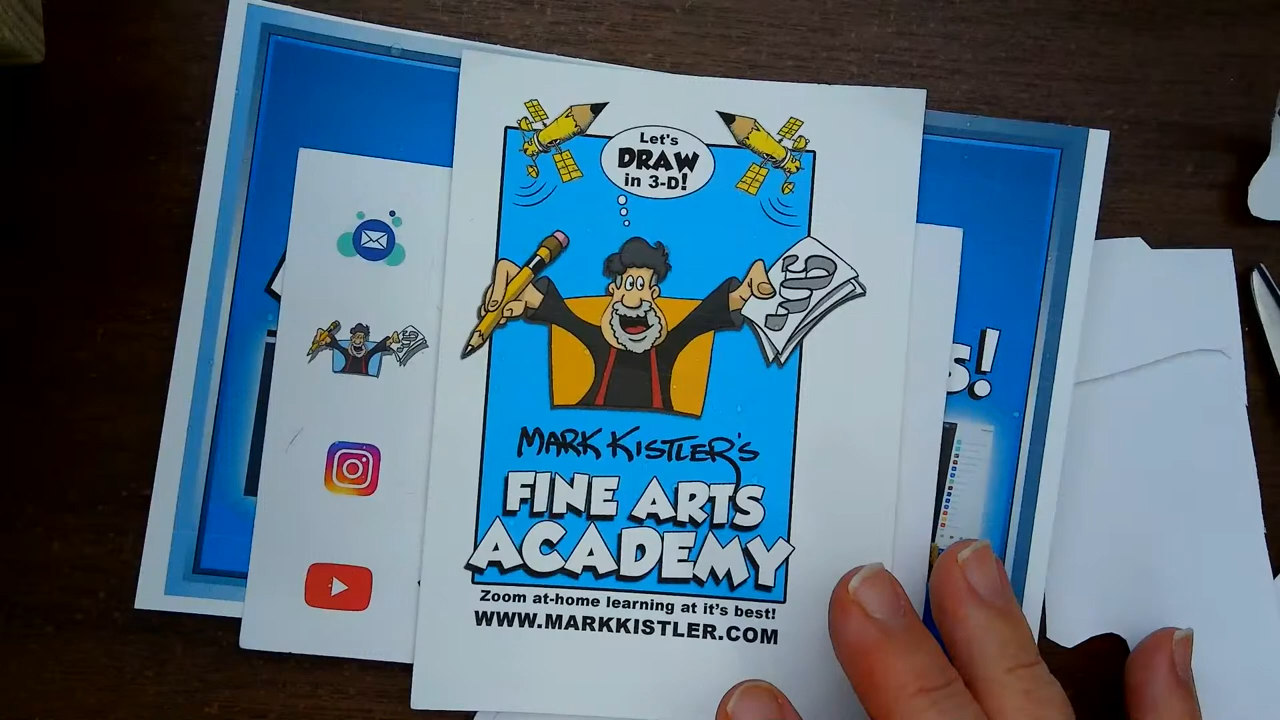 Let's
DRAW
in 3-D!
MARK KISTLER'S
FINE ARTS
ACADEMY
Zoom at-home learning at it's best!
WWW.MARKKISTLER.COM
s!